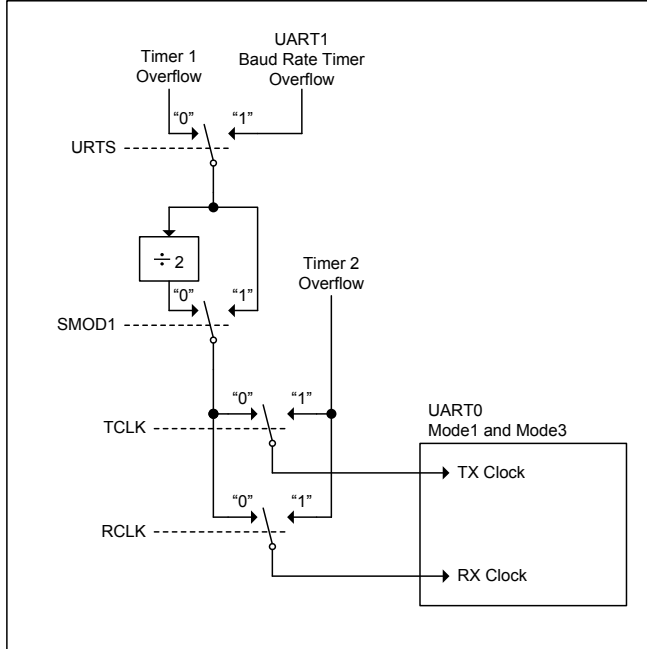 UART1
Timer 1 Baud Rate Timer
Overflow Overflow
“0” “1”
URTS
÷ 2
Timer 2
Overflow
“0” “1”
SMOD1
“0” “1”
TCLK
UART0
Mode1 and Mode3
TX Clock
“0” “1”
RCLK
RX Clock